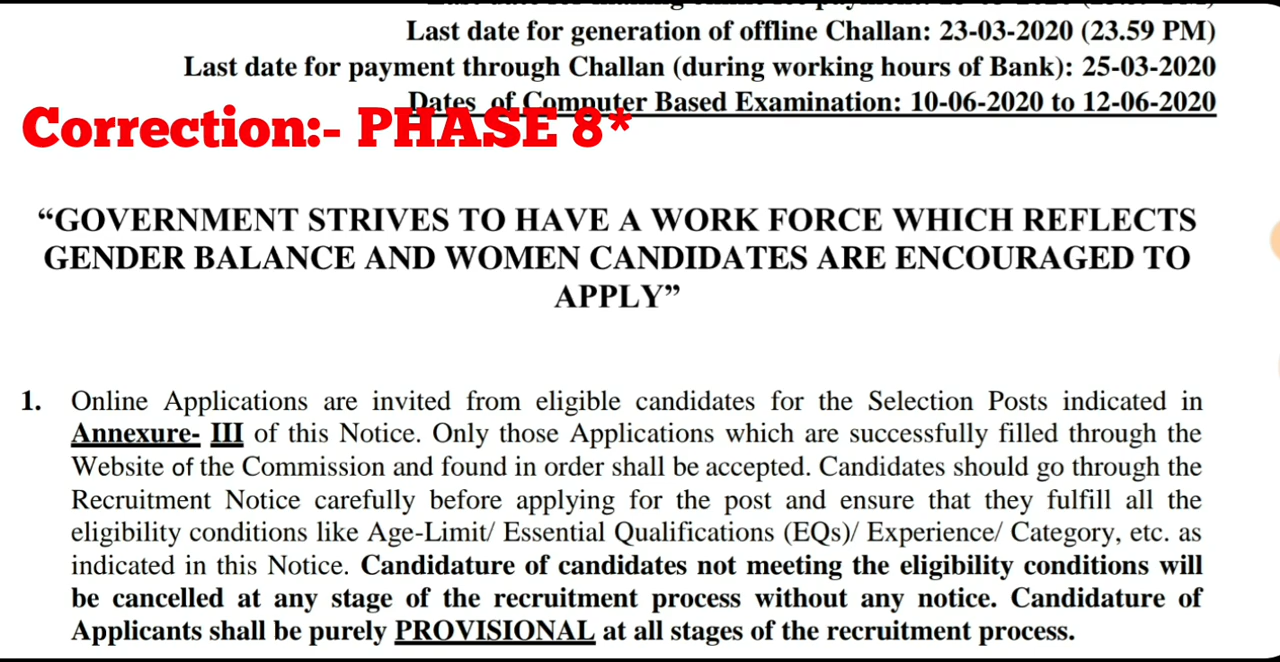 Last date for generation of offline Challan: 23-03-2020 (23.59 PM)
Last date for payment through Challan (during working hours of Bank): 25-03-2020
Dates of Computer Based Examination: 10-06-2020 to 12-06-2020
Correction:- PHASE 8*
“GOVERNMENT STRIVES TO HAVE A WORK FORCE WHICH REFLECTS
GENDER BALANCE AND WOMEN CANDIDATES ARE ENCOURAGED TO
APPLY”
1. Online Applications are invited from eligible candidates for the Selection Posts indicated in
Annexure- III of this Notice. Only those Applications which are successfully filled through the
Website of the Commission and found in order shall be accepted. Candidates should go through the
Recruitment Notice carefully before applying for the post and ensure that they fulfill all the
eligibility conditions like Age-Limit/ Essential Qualifications (EQs)/ Experience/ Category, etc. as
indicated in this Notice. Candidature of candidates not meeting the eligibility conditions will
be cancelled at any stage of the recruitment process without any notice. Candidature of
Applicants shall be purely PROVISIONAL at all stages of the recruitment process.